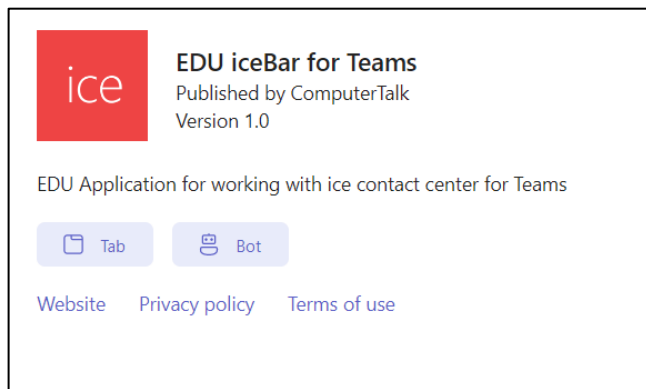 ice
EDU iceBar for Teams
Published by ComputerTalk
Version 1.0
EDU Application for working with ice contact center for Teams
Tab Bot
Website Privacy policy Terms of use